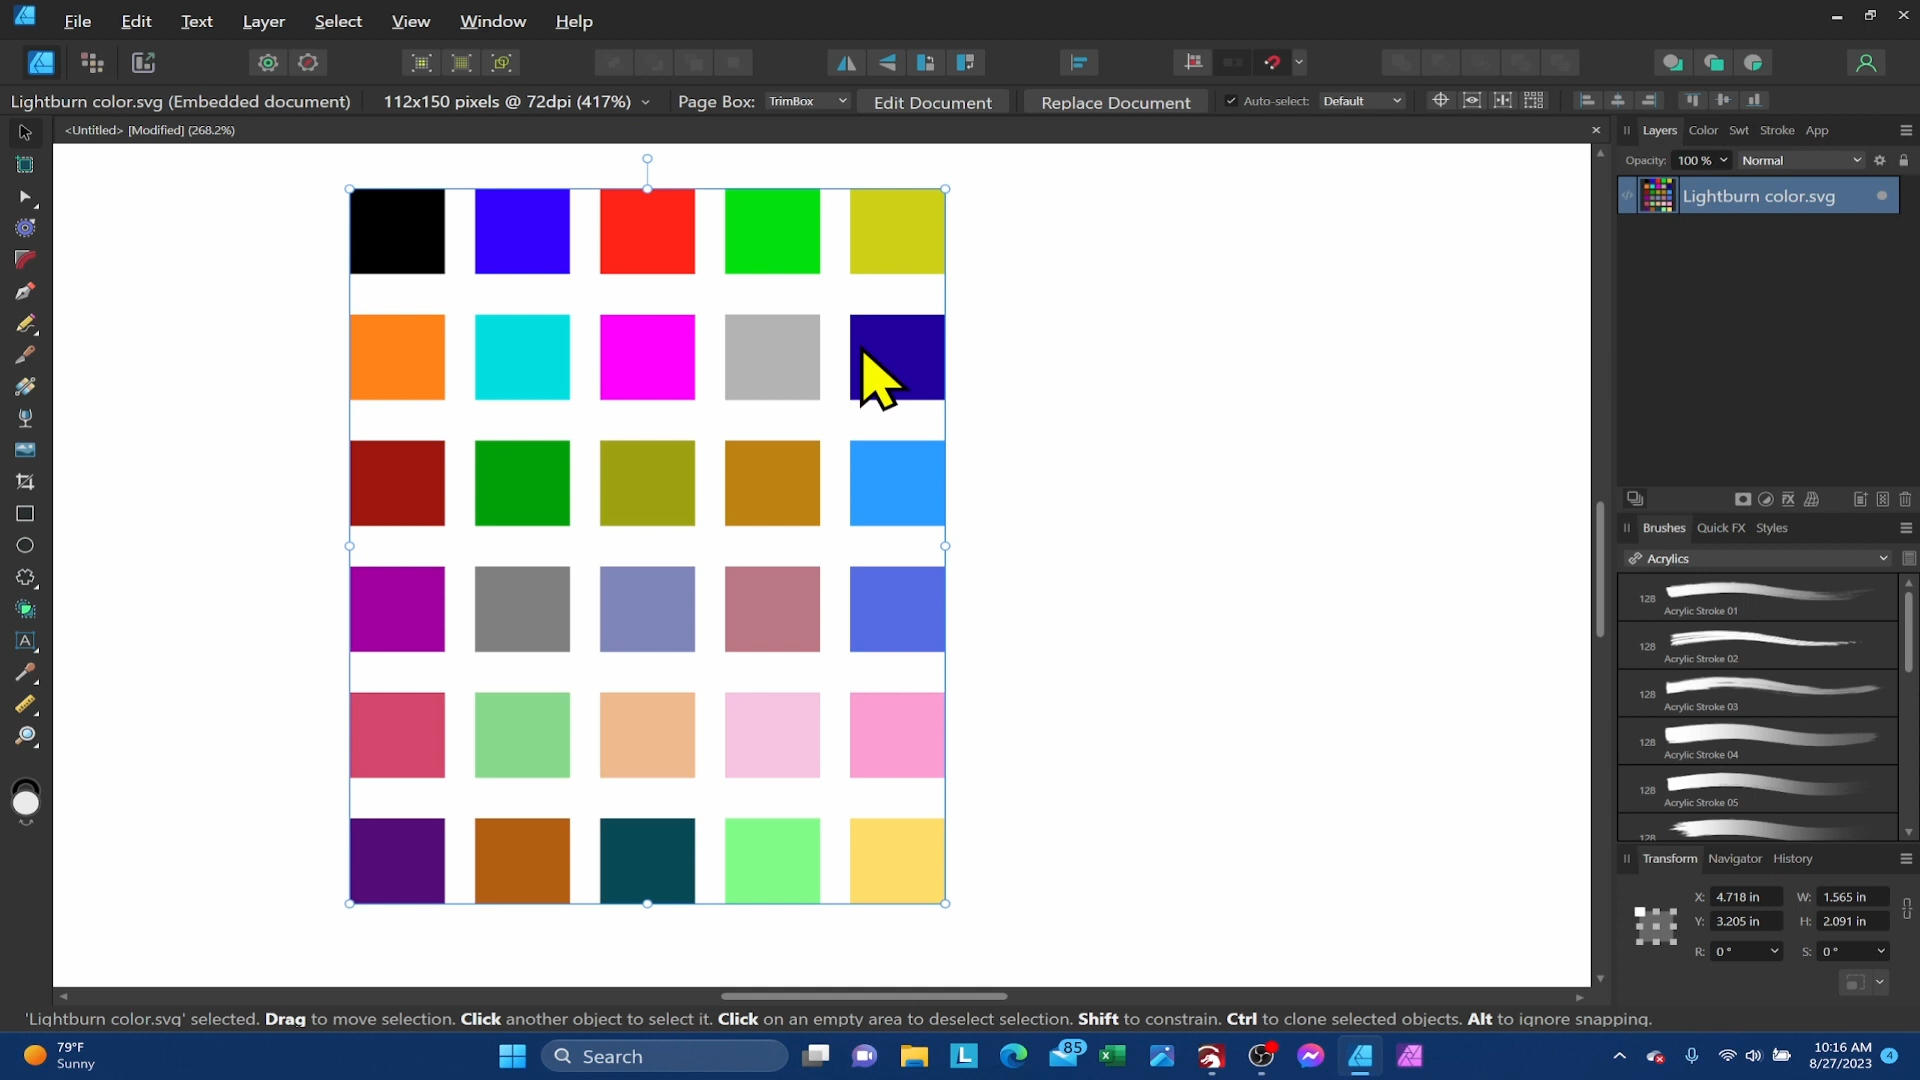 File Edit Text Layer Select View Window Help
Lightburn color.svg (Embedded document) 112x150 pixels @ 72dpi (417%) Page Box: TrimBox Edit Document Replace Document Auto-select: Default
<Untitled> [Modified] (268.2%)
Layers Color Swt Stroke App
Opacity: 100 % Normal
Lightburn color.svg
Brushes Quick FX Styles
Acrylics
128 Acrylic Stroke 01
128 Acrylic Stroke 02
128 Acrylic Stroke 03
128 Acrylic Stroke 04
128 Acrylic Stroke 05
128
Transform Navigator History
X: 4.718 in W: 1.565 in
Y: 3.205 in H: 2.091 in
R: 0° S: 0°
'Lightburn color.svg' selected. Drag to move selection. Click another object to select it. Click on an empty area to deselect selection. Shift to constrain. Ctrl to clone selected objects. Alt to ignore snapping.
79°F
Sunny
Search
85
10:16 AM
8/27/2023
4